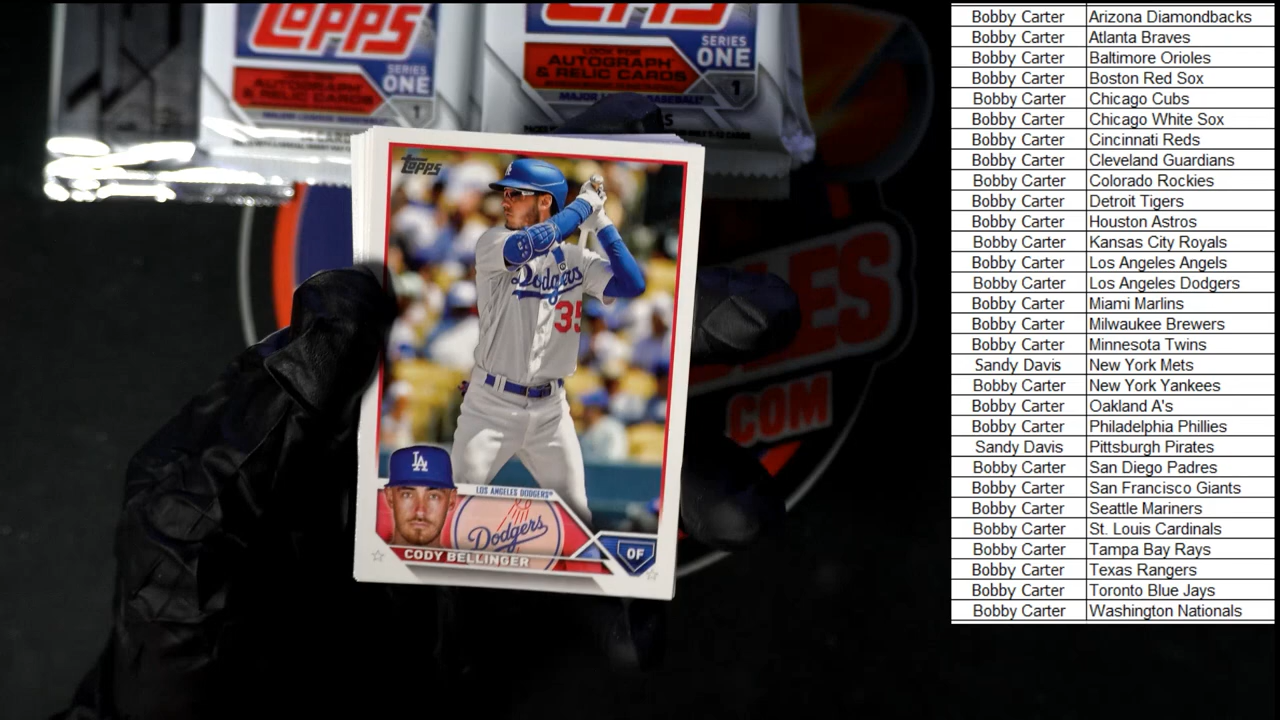 TOPPS
SERIES
ONE
LOOK FOR
AUTOGRAPH
& RELIC CARDS
1
TOPPS
SERIES
ONE
LOOK FOR
AUTOGRAPH
& RELIC CARDS
MAJOR LEAGUE BASEBALL
1
.COM
TOPPS
Dodgers
35
LA
LOS ANGELES DODGERS
Dodgers
CODY BELLINGER
OF
Bobby Carter Arizona Diamondbacks
Bobby Carter Atlanta Braves
Bobby Carter Baltimore Orioles
Bobby Carter Boston Red Sox
Bobby Carter Chicago Cubs
Bobby Carter Chicago White Sox
Bobby Carter Cincinnati Reds
Bobby Carter Cleveland Guardians
Bobby Carter Colorado Rockies
Bobby Carter Detroit Tigers
Bobby Carter Houston Astros
Bobby Carter Kansas City Royals
Bobby Carter Los Angeles Angels
Bobby Carter Los Angeles Dodgers
Bobby Carter Miami Marlins
Bobby Carter Milwaukee Brewers
Bobby Carter Minnesota Twins
Sandy Davis New York Mets
Bobby Carter New York Yankees
Bobby Carter Oakland A's
Bobby Carter Philadelphia Phillies
Sandy Davis Pittsburgh Pirates
Bobby Carter San Diego Padres
Bobby Carter San Francisco Giants
Bobby Carter Seattle Mariners
Bobby Carter St. Louis Cardinals
Bobby Carter Tampa Bay Rays
Bobby Carter Texas Rangers
Bobby Carter Toronto Blue Jays
Bobby Carter Washington Nationals